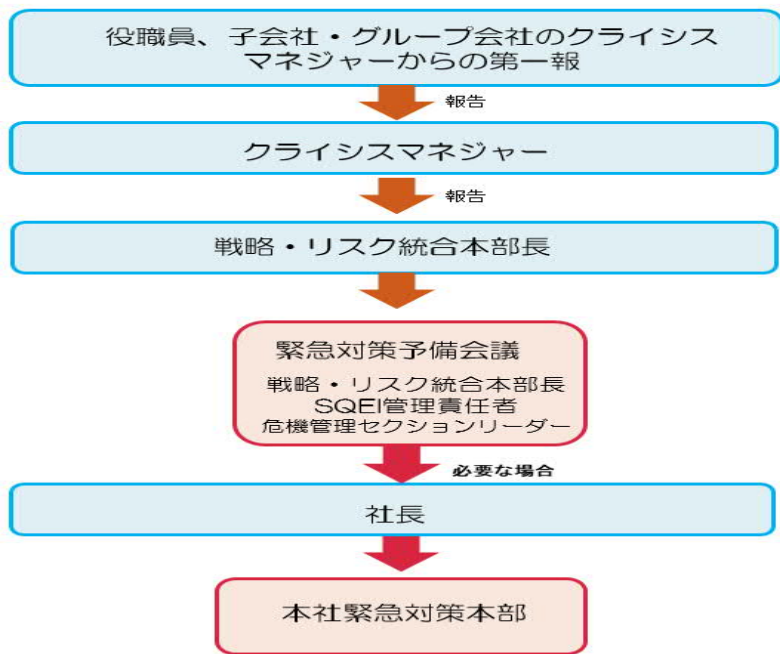 役職員、子会社・グループ会社のクライシス
マネジャーからの第一報
報告
クライシスマネジャー
報告
戦略・リスク統合本部長
緊急対策予備会議
戦略・リスク統合本部長
SQEI管理責任者
危機管理セクションリーダー
必要な場合
社長
本社緊急対策本部